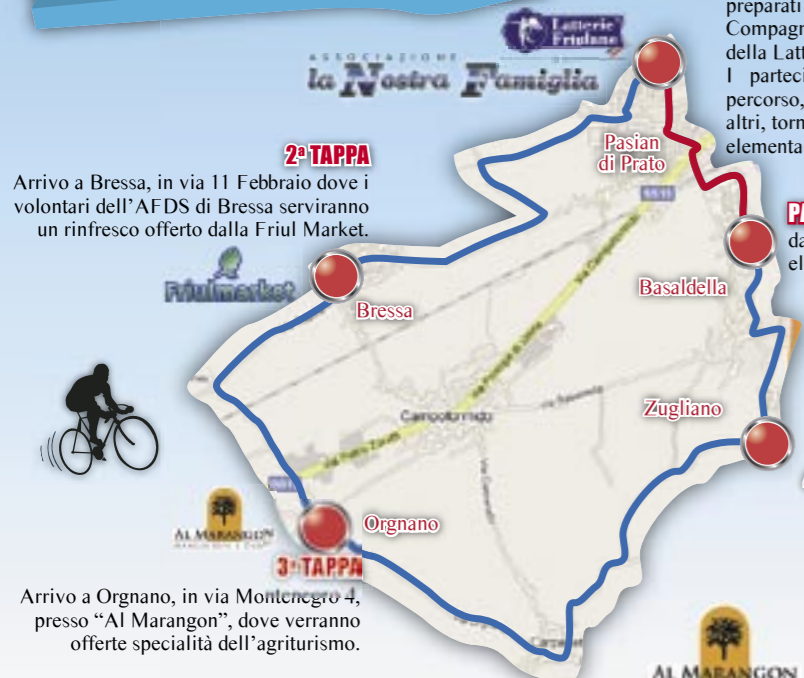 preparati
Compagn
della Latt
I parteci
percorso,
altri, torn
elementa
Latterie
Friulane
ASSOCIAZIONE
la Nostra Famiglia
Pasian
di Prato
2ª TAPPA
Arrivo a Bressa, in via 11 Febbraio dove i
volontari dell'AFDS di Bressa serviranno
un rinfresco offerto dalla Friul Market.
Friulmarket
Bressa
PA
da
el
Basaldella
Zugliano
Campoformido
AL MARANGON
Orgnano
3ª TAPPA
Arrivo a Orgnano, in via Montenegro 4,
presso “Al Marangon”, dove verranno
offerte specialità dell'agriturismo.
AL MARANGON